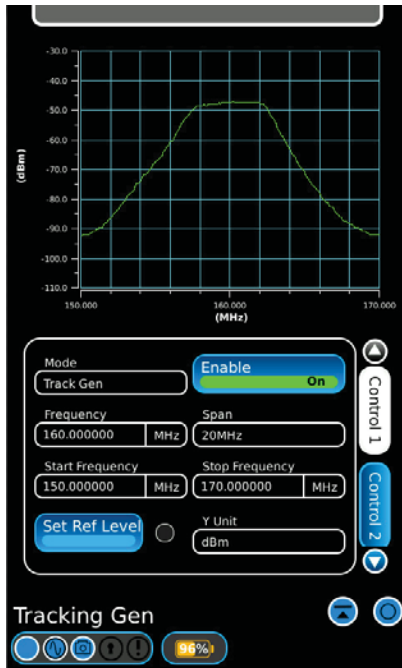 -30.0
-40.0
-50.0
-60.0
-70.0
-80.0
-90.0
-100.0
-110.0
(dBm)
150.000 160.000 170.000
(MHz)
Mode
Track Gen
Enable
On
Frequency
160.000000 MHz
Span
20MHz
Start Frequency
150.000000 MHz
Stop Frequency
170.000000 MHz
Set Ref Level
Y Unit
dBm
Control 1
Control 2
Tracking Gen
96%